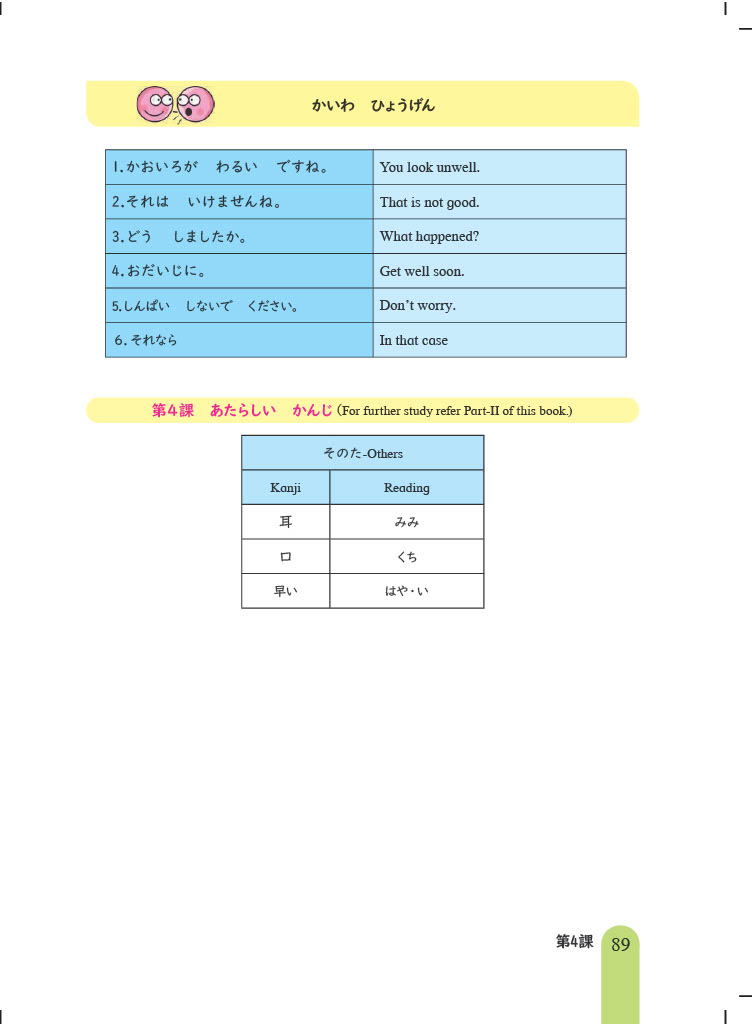 かいわ　ひょうげん
1.かおいろが　わるい　ですね。 You look unwell.
2.それは　いけませんね。 That is not good.
3.どう　しましたか。 What happened?
4.おだいじに。 Get well soon.
5.しんぱい　しないで　ください。 Don’t worry.
6.それなら In that case
第4課　あたらしい　かんじ (For further study refer Part-II of this book.)
そのた-Others
Kanji Reading
耳 みみ
口 くち
早い はや・い
第4課 89